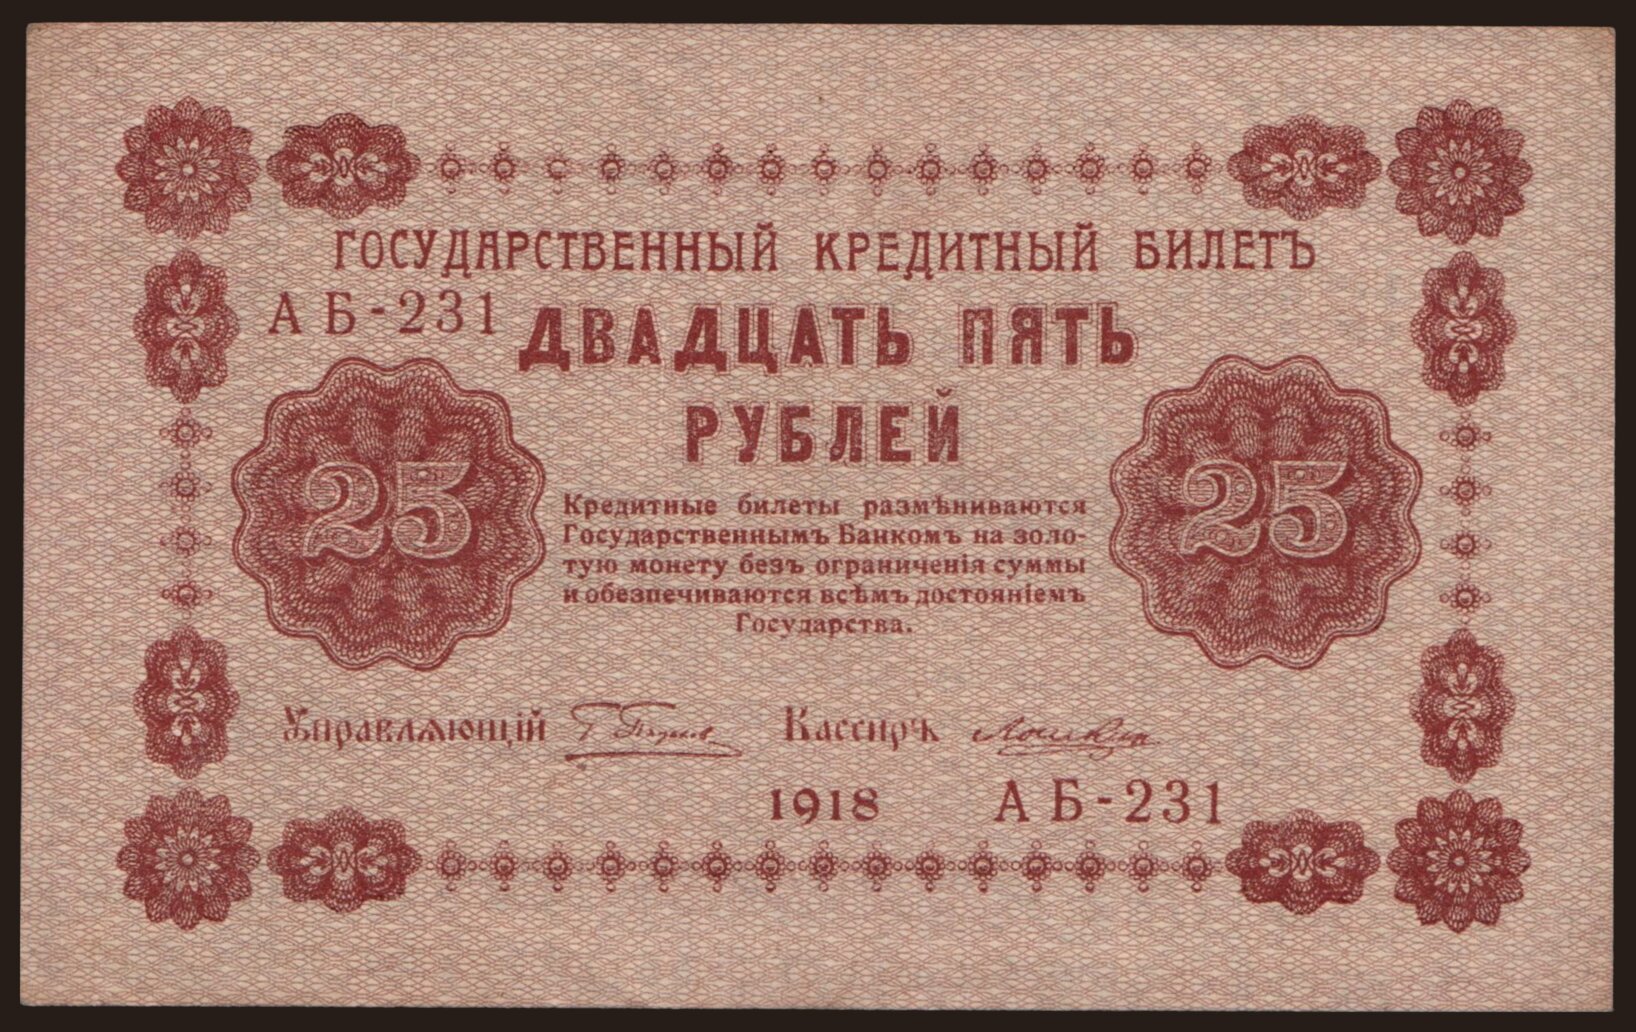 ГОСУДАРСТВЕННЫЙ КРЕДИТНЫЙ БИЛЕТЪ
АБ-231
ДВАДЦАТЬ ПЯТЬ
РУБЛЕЙ
25
25
Кредитные билеты размѣниваются
Государственнымъ Банкомъ на золо-
тую монету безъ ограниченія суммы
и обезпечиваются всѣмъ достояніемъ
Государства.
Управляющій Кассиръ
1918 АБ-231